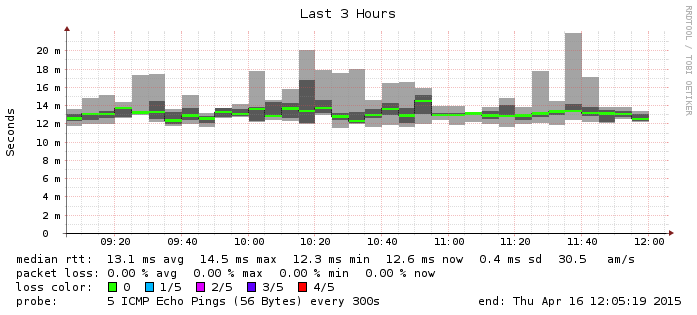 Last 3 Hours
RRDTOOL / TOBI OETIKER
Seconds
20 m
18 m
16 m
14 m
12 m
10 m
8 m
6 m
4 m
2 m
0
09:20 09:40 10:00 10:20 10:40 11:00 11:20 11:40 12:00
median rtt: 13.1 ms avg 14.5 ms max 12.3 ms min 12.6 ms now 0.4 ms sd 30.5 am/s
packet loss: 0.00 % avg 0.00 % max 0.00 % min 0.00 % now
loss color: 0 1/5 2/5 3/5 4/5
probe: 5 ICMP Echo Pings (56 Bytes) every 300s end: Thu Apr 16 12:05:19 2015